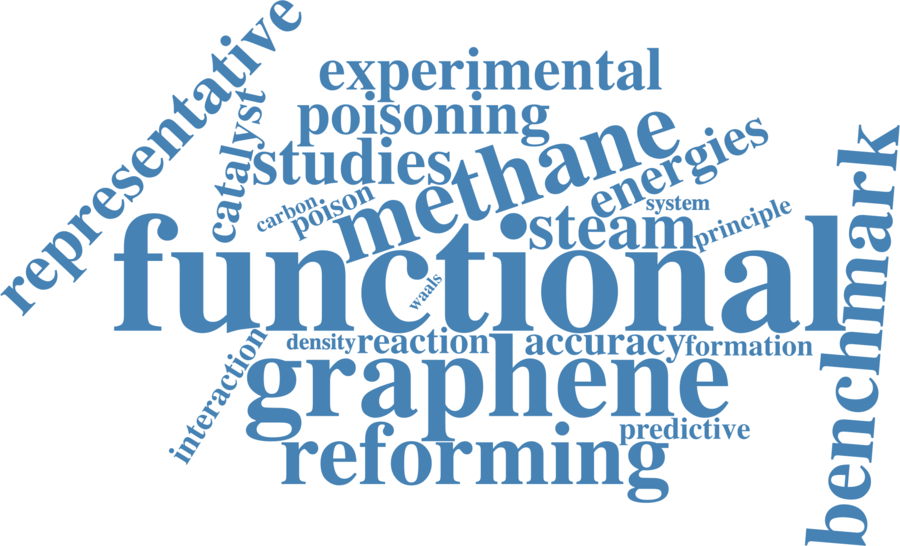 representative
experimental
poisoning
catalyst
studies
methane
energies
benchmark
carbon
poison
system
steam
principle
functional
waals
density
reaction
accuracy
formation
interaction
graphene
predictive
reforming